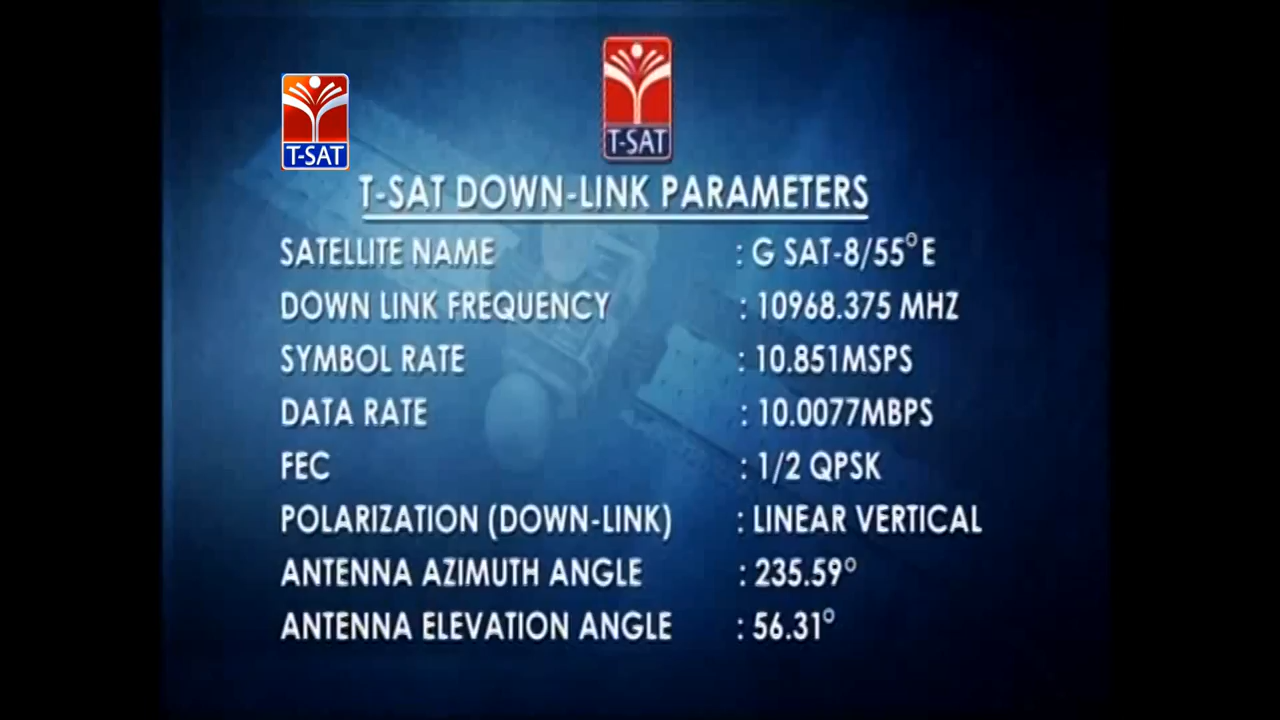 T-SAT
T-SAT
T-SAT DOWN-LINK PARAMETERS
SATELLITE NAME : G SAT-8/55° E
DOWN LINK FREQUENCY : 10968.375 MHZ
SYMBOL RATE : 10.851MSPS
DATA RATE : 10.0077MBPS
FEC : 1/2 QPSK
POLARIZATION (DOWN-LINK) : LINEAR VERTICAL
ANTENNA AZIMUTH ANGLE : 235.59°
ANTENNA ELEVATION ANGLE : 56.31°